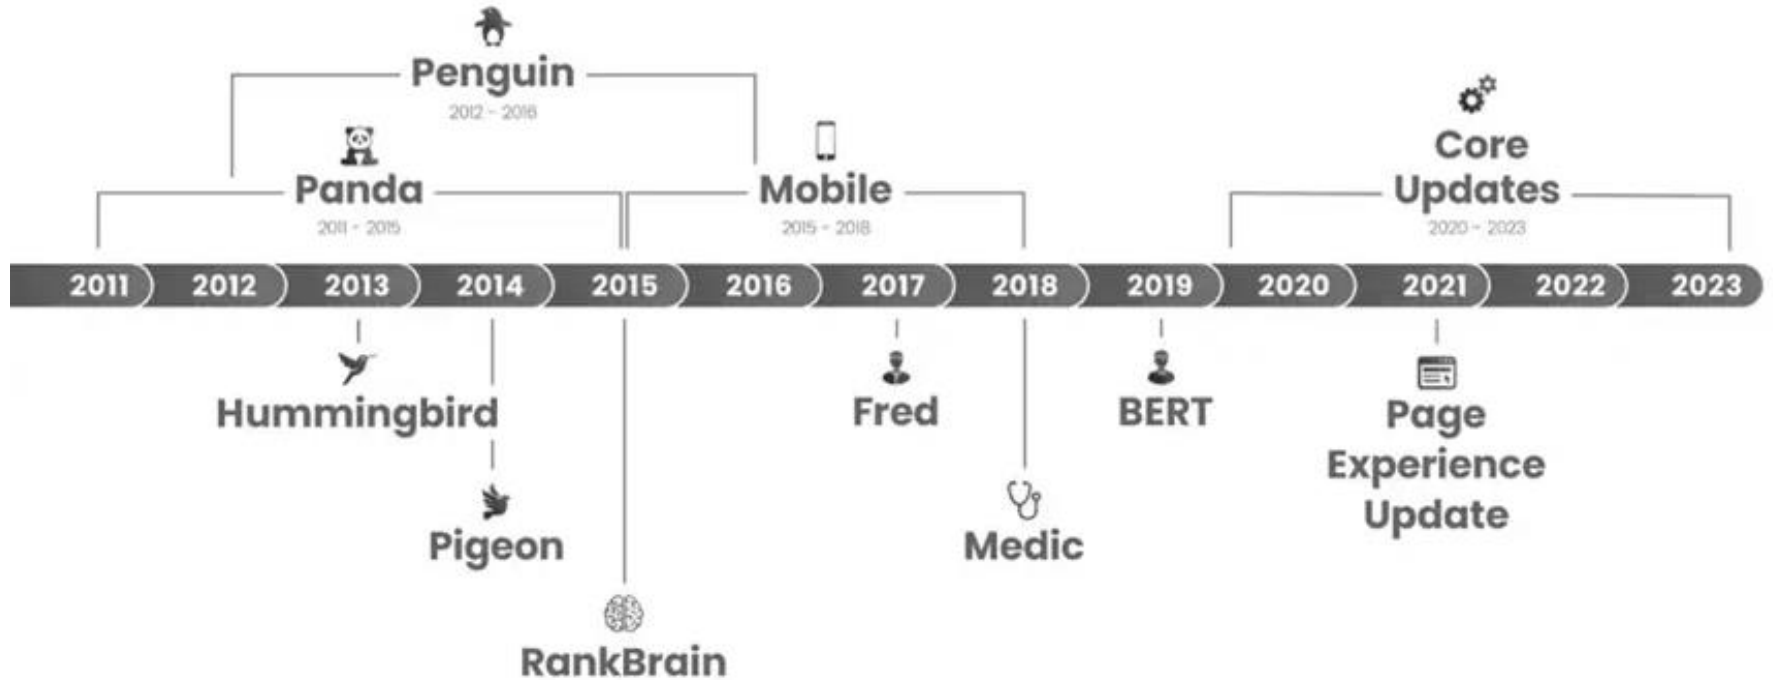 Penguin
2012 - 2016
Panda
2011 - 2015
Mobile
2015 - 2018
Core
Updates
2020 - 2023
2011 2012 2013 2014 2015 2016 2017 2018 2019 2020 2021 2022 2023
Hummingbird
Fred
BERT
Page
Experience
Update
Pigeon
Medic
RankBrain